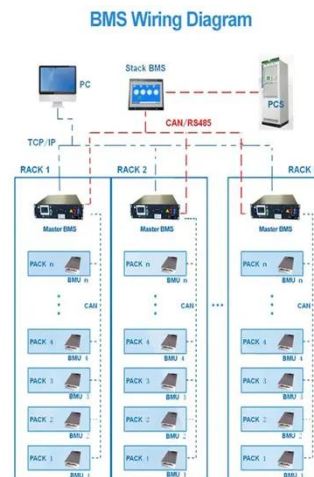 BMS Wiring Diagram
PC
Stack BMS
PCS
CAN/RS485
TCP/IP
RACK 1
RACK 2
RACK
Master BMS
Master BMS
Master BMS
PACK n
BMU n
PACK n
BMU n
PACK n
BMU n
CAN
CAN
CAN
PACK 4
BMU 4
PACK 4
BMU 4
PACK 4
BMU 4
PACK 3
BMU 3
PACK 3
BMU 3
PACK 3
BMU 3
PACK 2
BMU 2
PACK 2
BMU 2
PACK 2
BMU 2
PACK 1
BMU 1
PACK 1
BMU 1
PACK 1
BMU 1